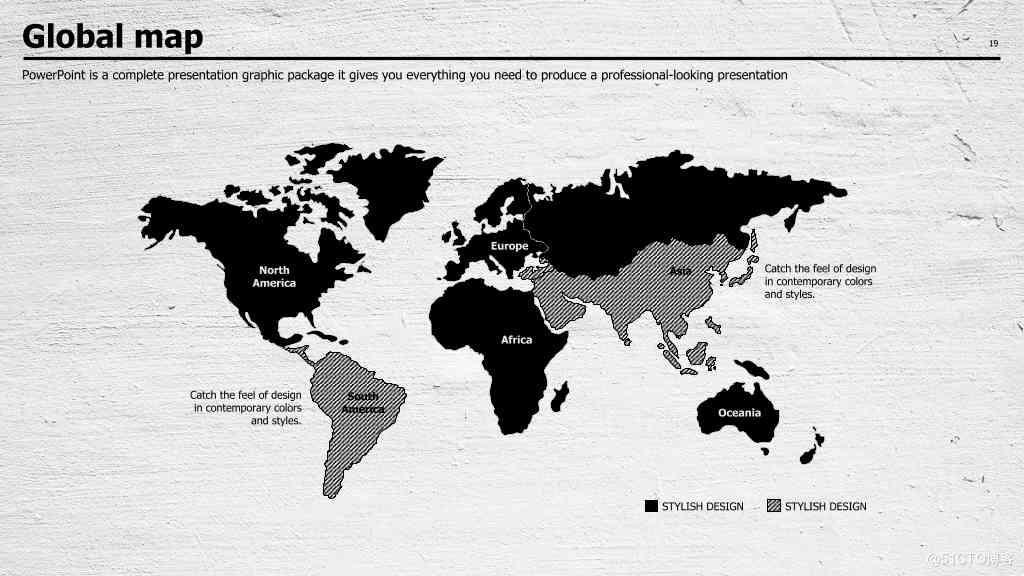 Global map
19
PowerPoint is a complete presentation graphic package it gives you everything you need to produce a professional-looking presentation
Europe
North
America
Asia
Catch the feel of design
in contemporary colors
and styles.
Africa
Catch the feel of design
in contemporary colors
and styles.
South
America
Oceania
STYLISH DESIGN
STYLISH DESIGN
@51CTO博客